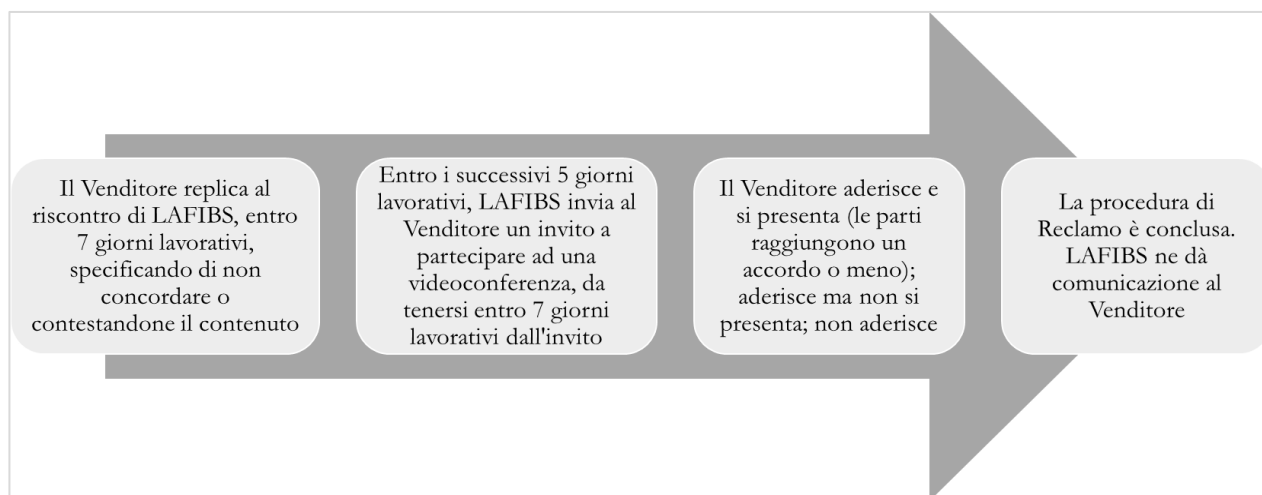 Il Venditore replica al
riscontro di LAFIBS, entro
7 giorni lavorativi,
specificando di non
concordare o
contestandone il contenuto
Entro i successivi 5 giorni
lavorativi, LAFIBS invia al
Venditore un invito a
partecipare ad una
videoconferenza, da
tenersi entro 7 giorni
lavorativi dall'invito
Il Venditore aderisce e
si presenta (le parti
raggiungono un
accordo o meno);
aderisce ma non si
presenta; non aderisce
La procedura di
Reclamo è conclusa.
LAFIBS ne dà
comunicazione al
Venditore